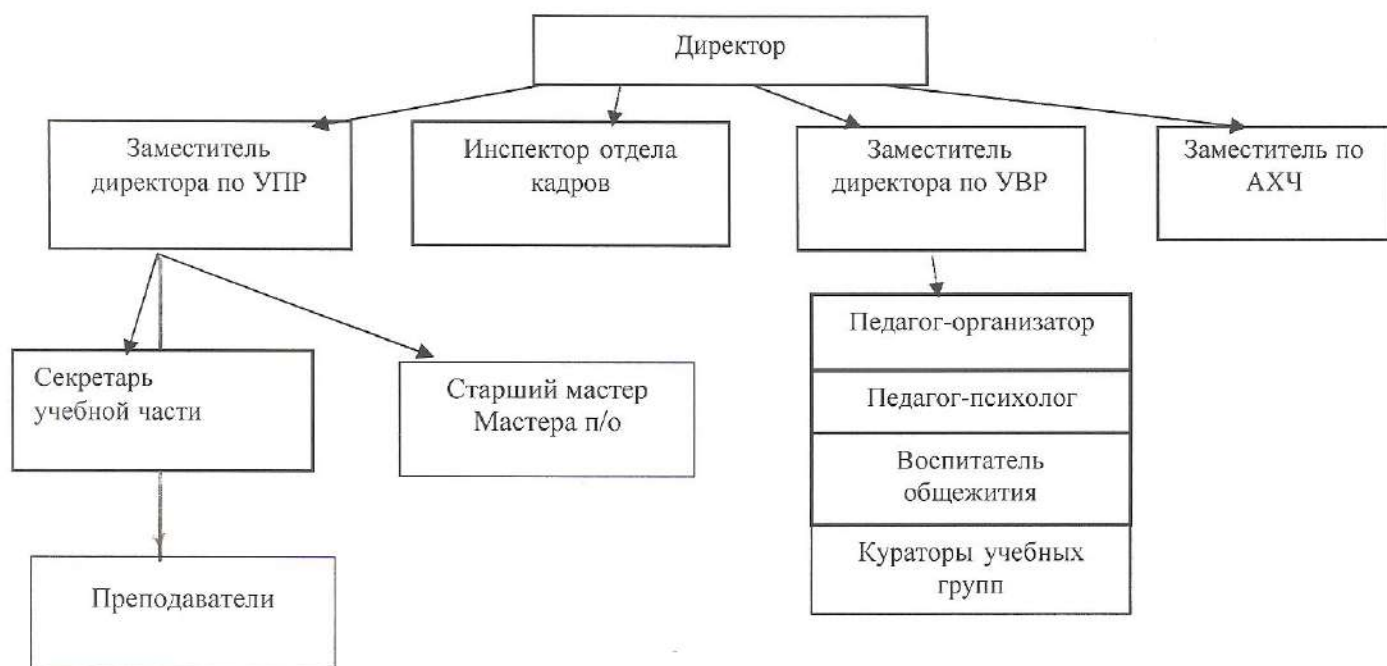 Директор
Заместитель
директора по УПР
Инспектор отдела
кадров
Заместитель
директора по УВР
Заместитель по
АХЧ
Секретарь
учебной части
Старший мастер
Мастера п/о
Педагог-организатор
Педагог-психолог
Воспитатель
общежития
Кураторы учебных
групп
Преподаватели